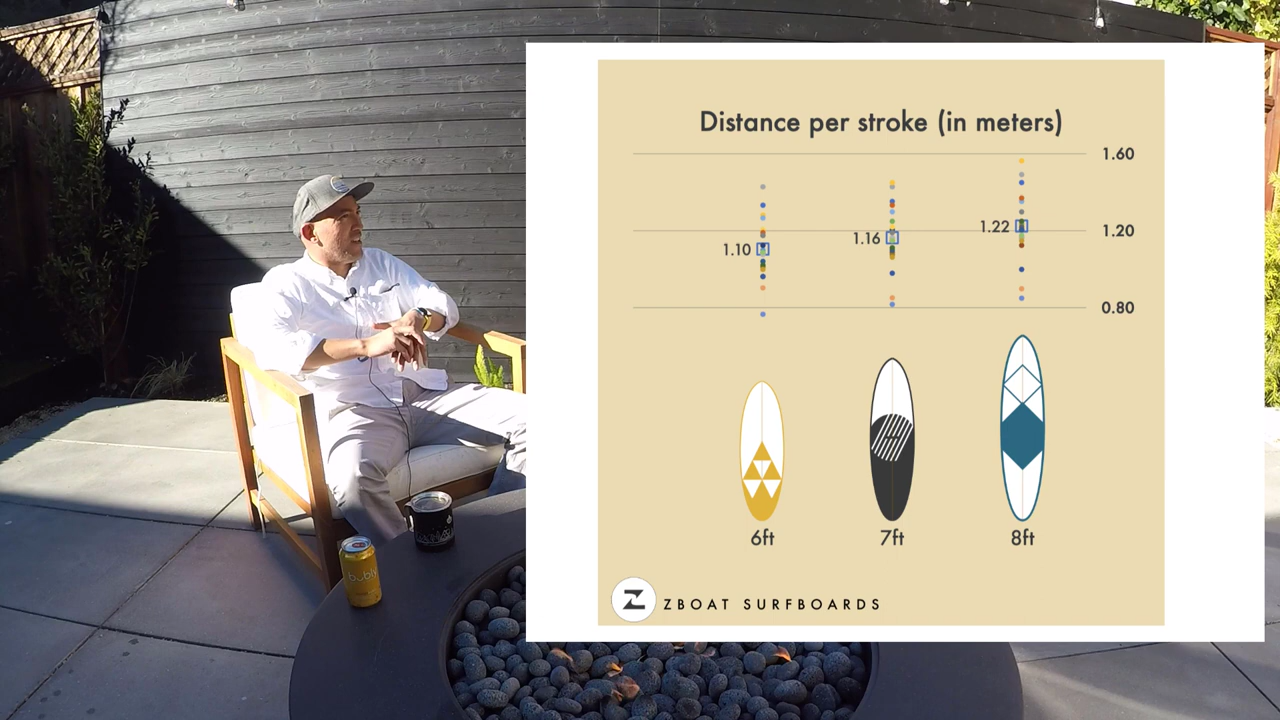 Distance per stroke (in meters)
1.60
1.20
0.80
1.10
1.16
1.22
6ft
7ft
8ft
Z
ZBOAT SURFBOARDS
bubly